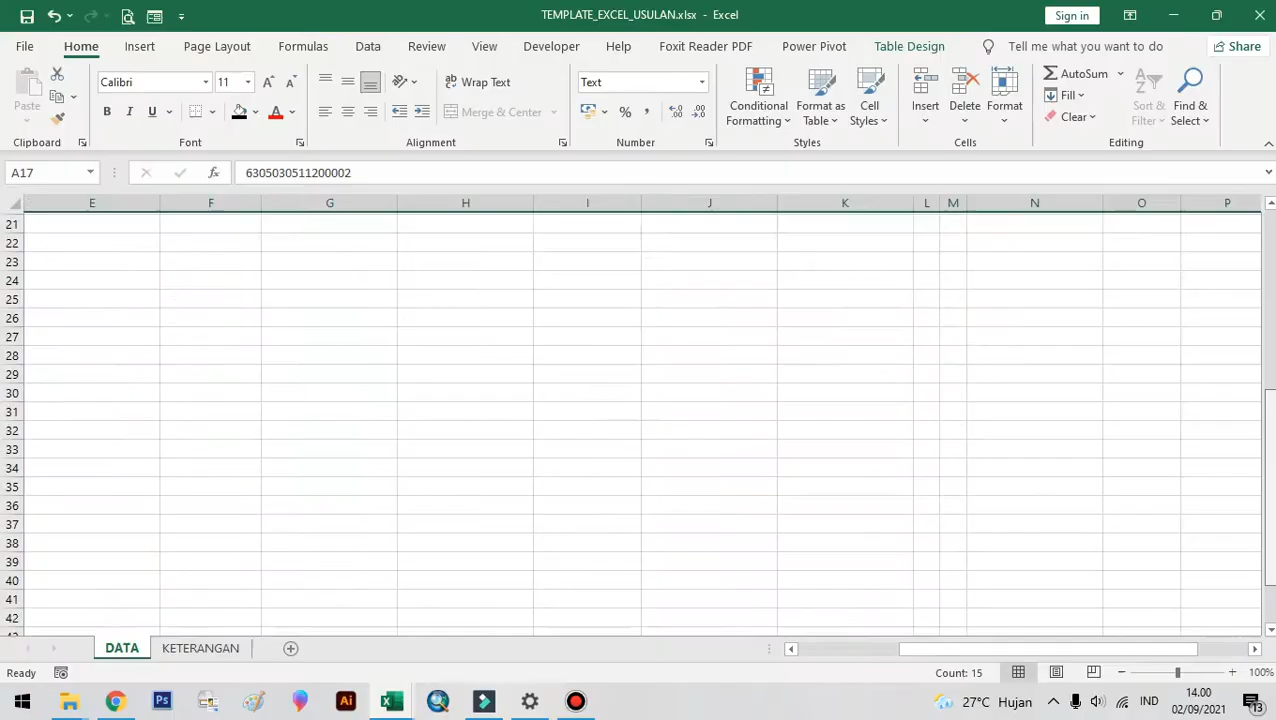 TEMPLATE_EXCEL_USULAN.xlsx - Excel
Sign in
File Home Insert Page Layout Formulas Data Review View Developer Help Foxit Reader PDF Power Pivot Table Design Tell me what you want to do Share
Paste
Clipboard
Calibri 11
B I U
Font
Wrap Text
Merge & Center
Alignment
Text
Number
Conditional Formatting
Format as Table
Cell Styles
Styles
Insert
Delete
Format
Cells
AutoSum
Fill
Clear
Sort & Filter
Find & Select
Editing
A17 fx 6305030511200002
E F G H I J K L M N O P
21
22
23
24
25
26
27
28
29
30
31
32
33
34
35
36
37
38
39
40
41
42
DATA KETERANGAN
Ready Count: 15 100%
Ps Ai 27°C Hujan IND 14.00
02/09/2021 13